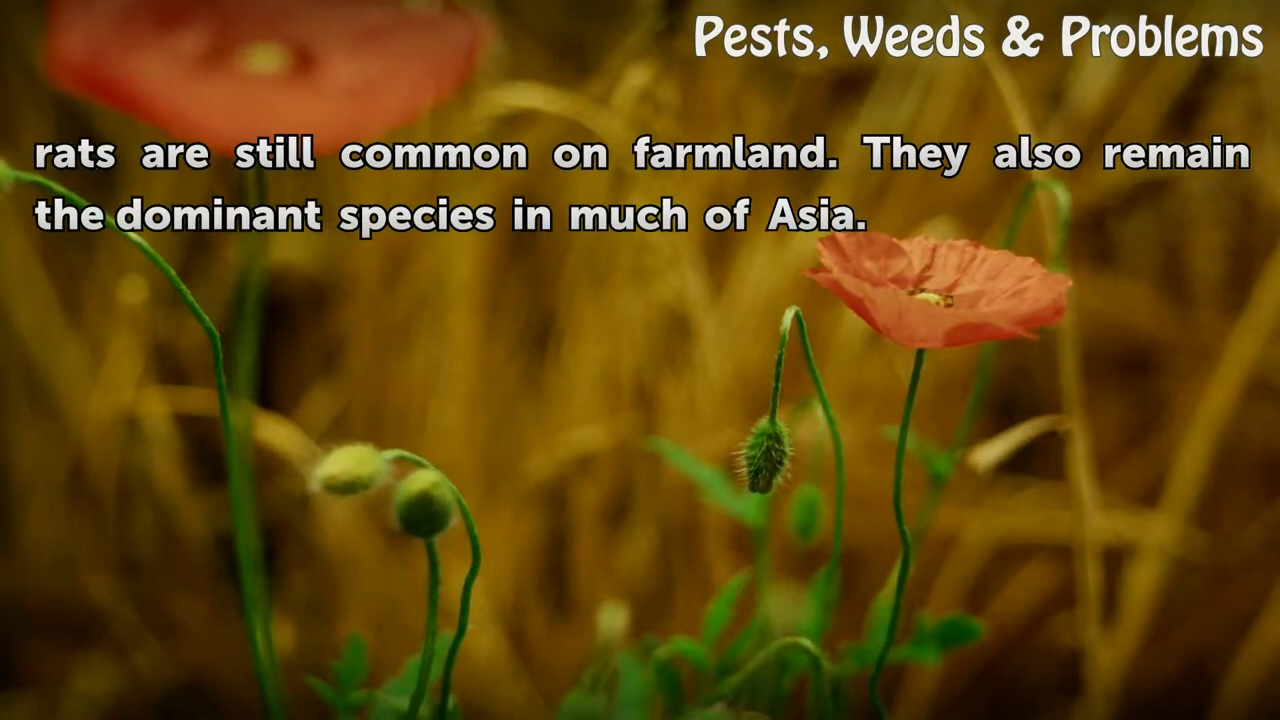 Pests, Weeds & Problems
rats are still common on farmland. They also remain
the dominant species in much of Asia.